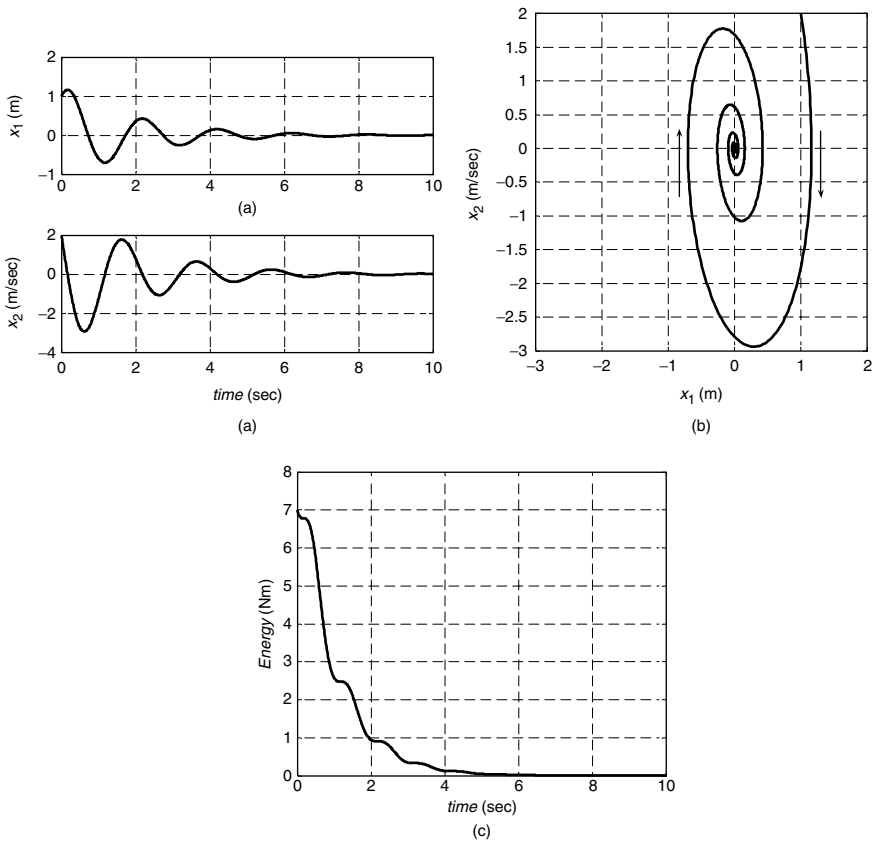 2
1
0
−1
x1 (m)
0 2 4 6 8 10
(a)
2
0
−2
−4
x2 (m/sec)
0 2 4 6 8 10
time (sec)
(a)
2
1.5
1
0.5
0
−0.5
−1
−1.5
−2
−2.5
−3
x2 (m/sec)
−3 −2 −1 0 1 2
x1 (m)
(b)
8
7
6
5
4
3
2
1
0
Energy (Nm)
0 2 4 6 8 10
time (sec)
(c)